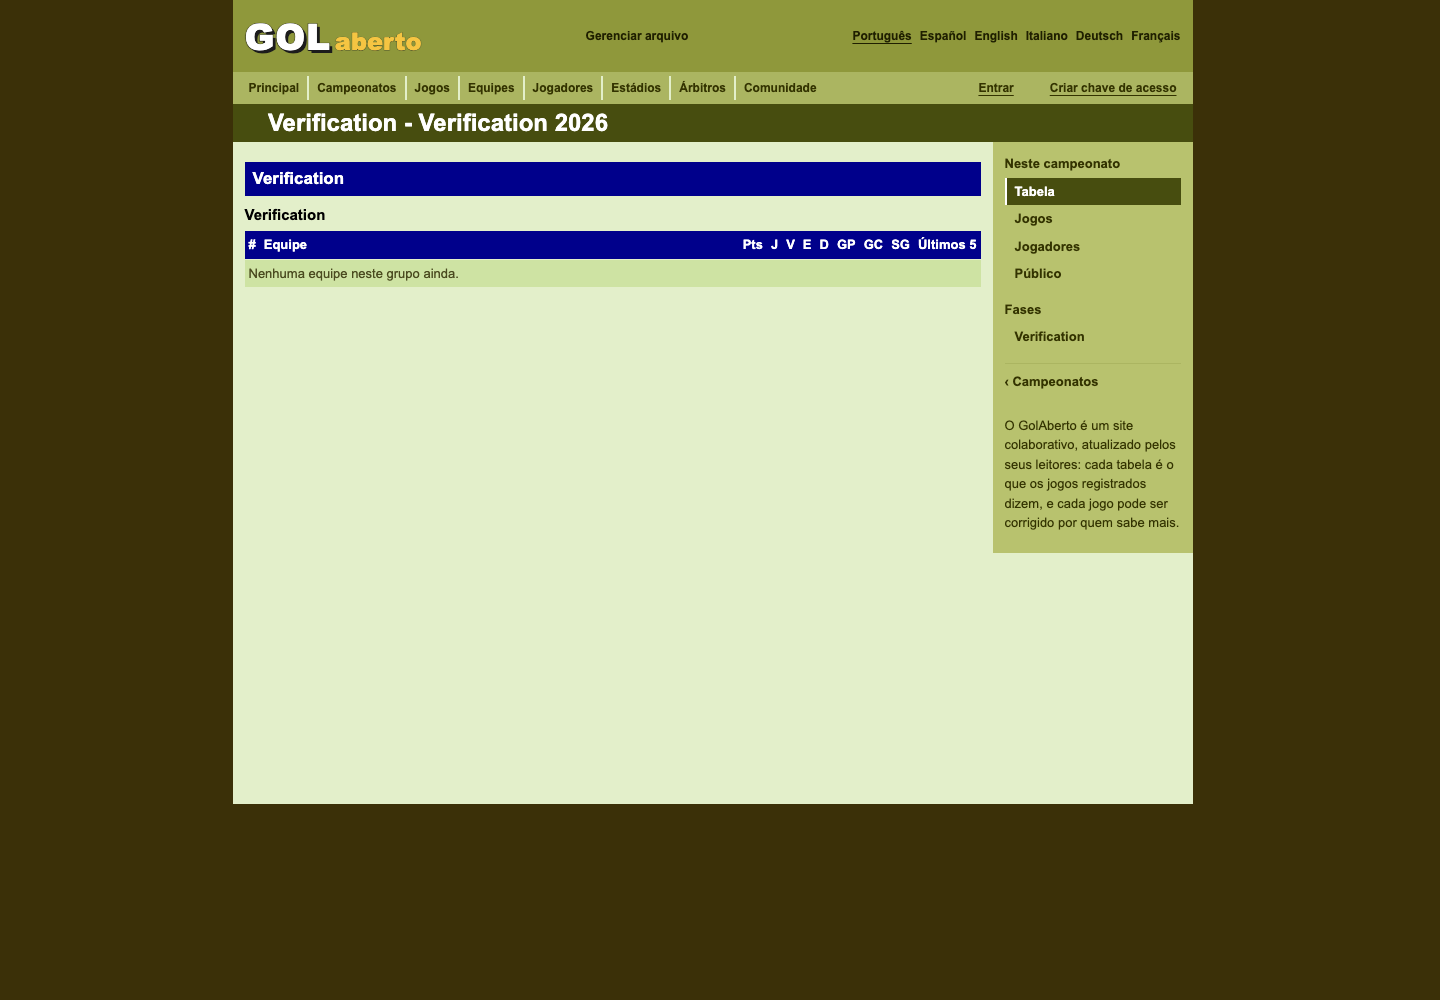 GOL aberto
Gerenciar arquivo
Português Español English Italiano Deutsch Français
Principal Campeonatos Jogos Equipes Jogadores Estádios Árbitros Comunidade
Entrar Criar chave de acesso
Verification - Verification 2026
Verification
Verification
# Equipe Pts J V E D GP GC SG Últimos 5
Nenhuma equipe neste grupo ainda.
Neste campeonato
Tabela
Jogos
Jogadores
Público
Fases
Verification
‹ Campeonatos
O GolAberto é um site
colaborativo, atualizado pelos
seus leitores: cada tabela é o
que os jogos registrados
dizem, e cada jogo pode ser
corrigido por quem sabe mais.